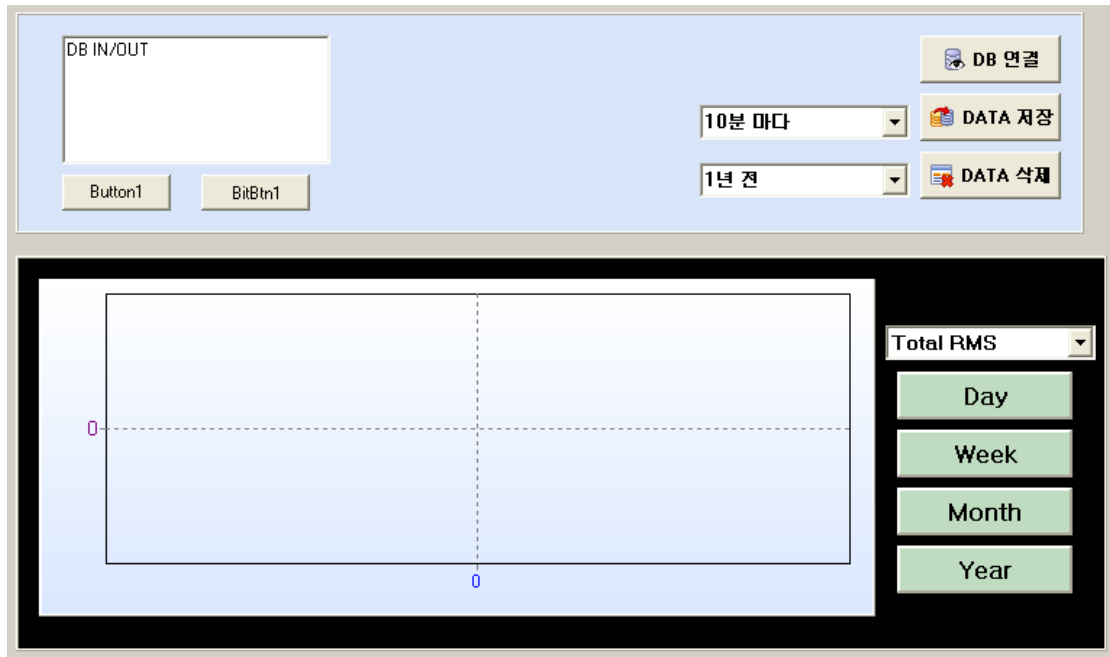 DB IN/OUT
DB 연결
10분 마다
DATA 저장
1년 전
DATA 삭제
Button1
BitBtn1
Total RMS
Day
0
Week
Month
Year
0